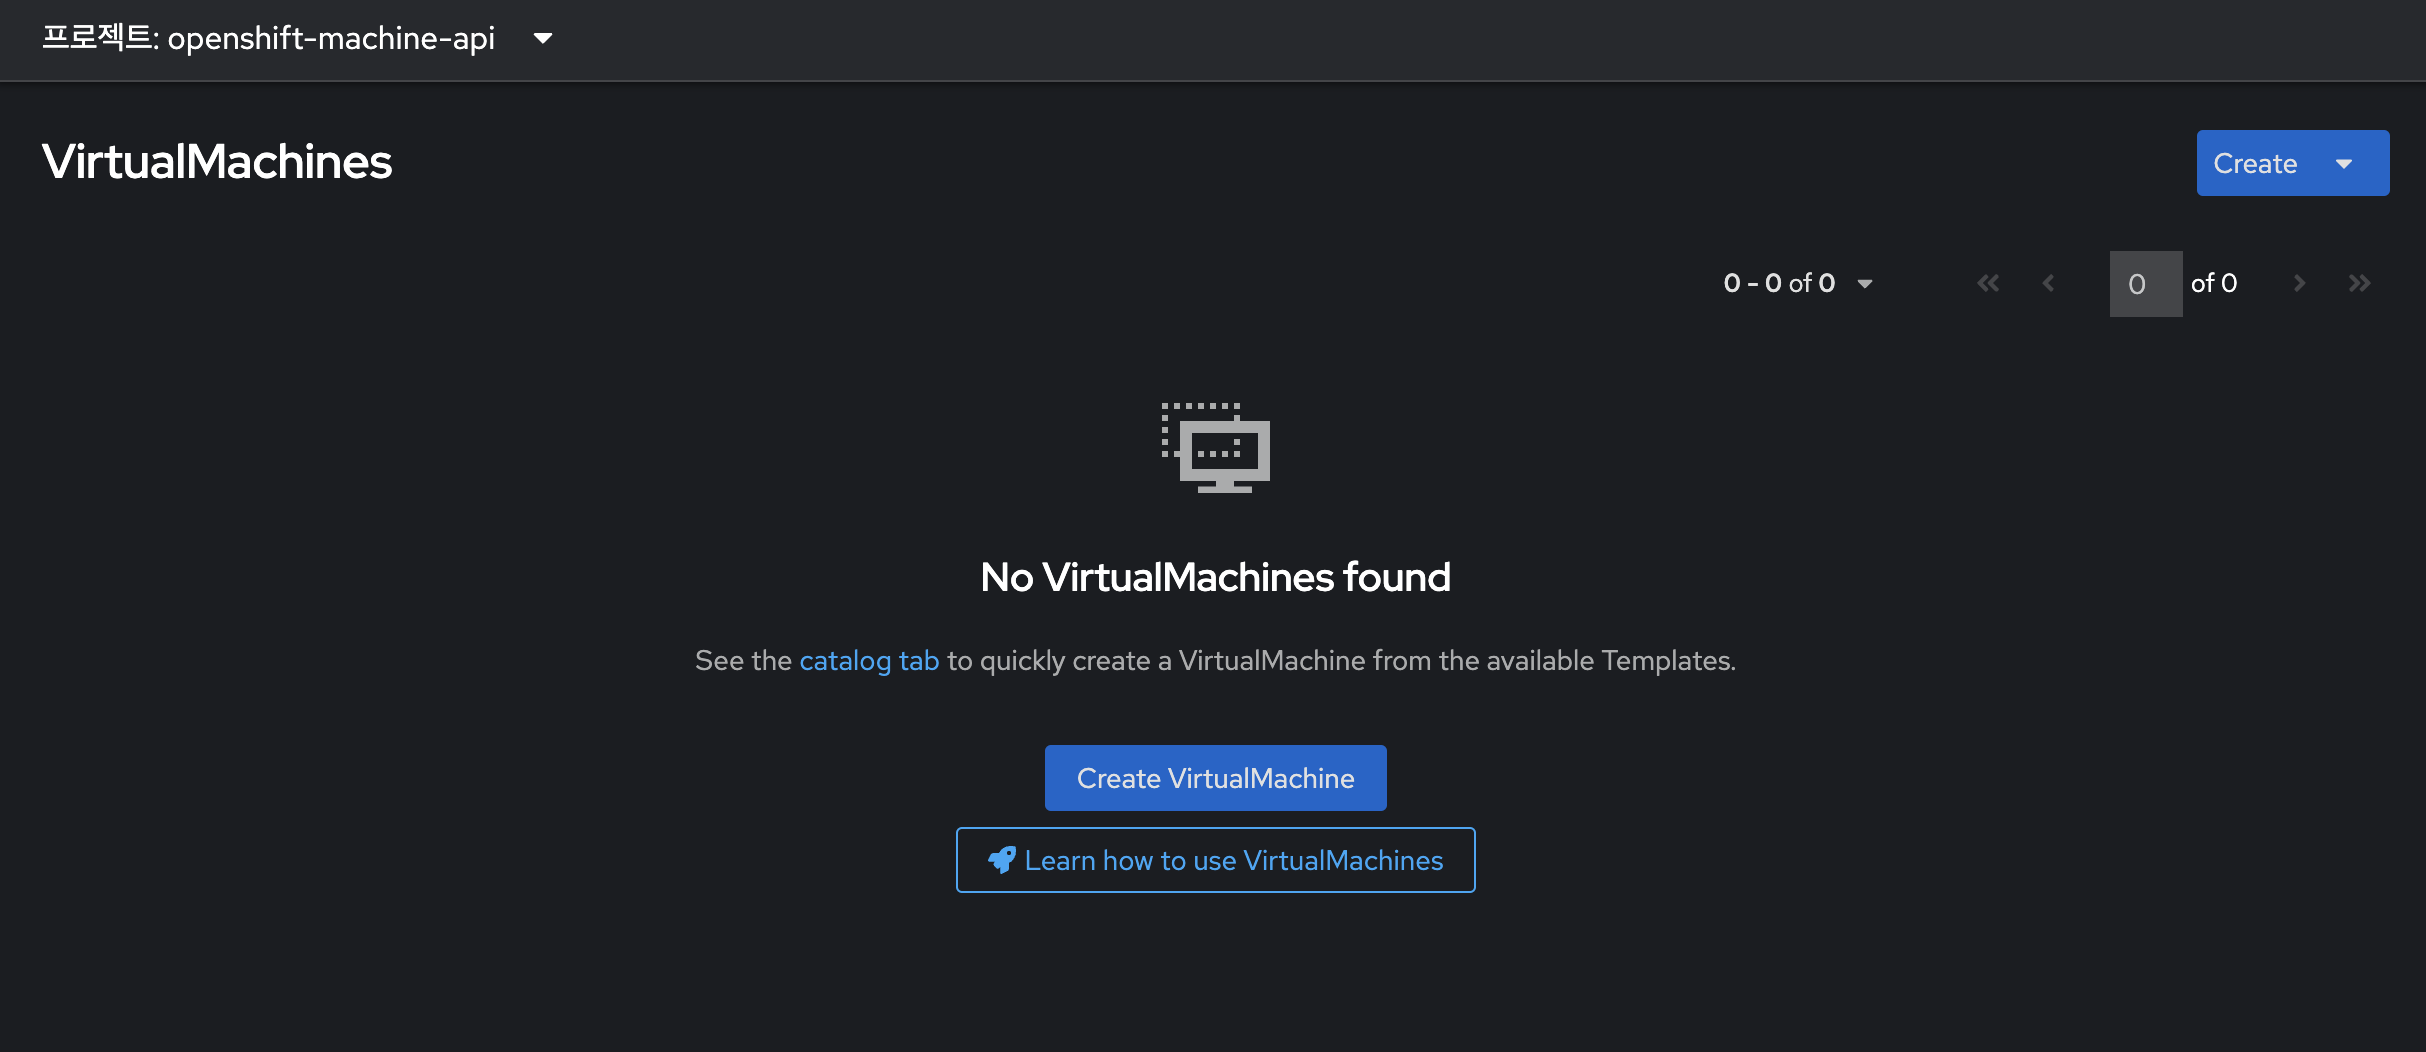 프로젝트: openshift-machine-api
VirtualMachines
Create
0 - 0 of 0
0 of 0
No VirtualMachines found
See the catalog tab to quickly create a VirtualMachine from the available Templates.
Create VirtualMachine
Learn how to use VirtualMachines